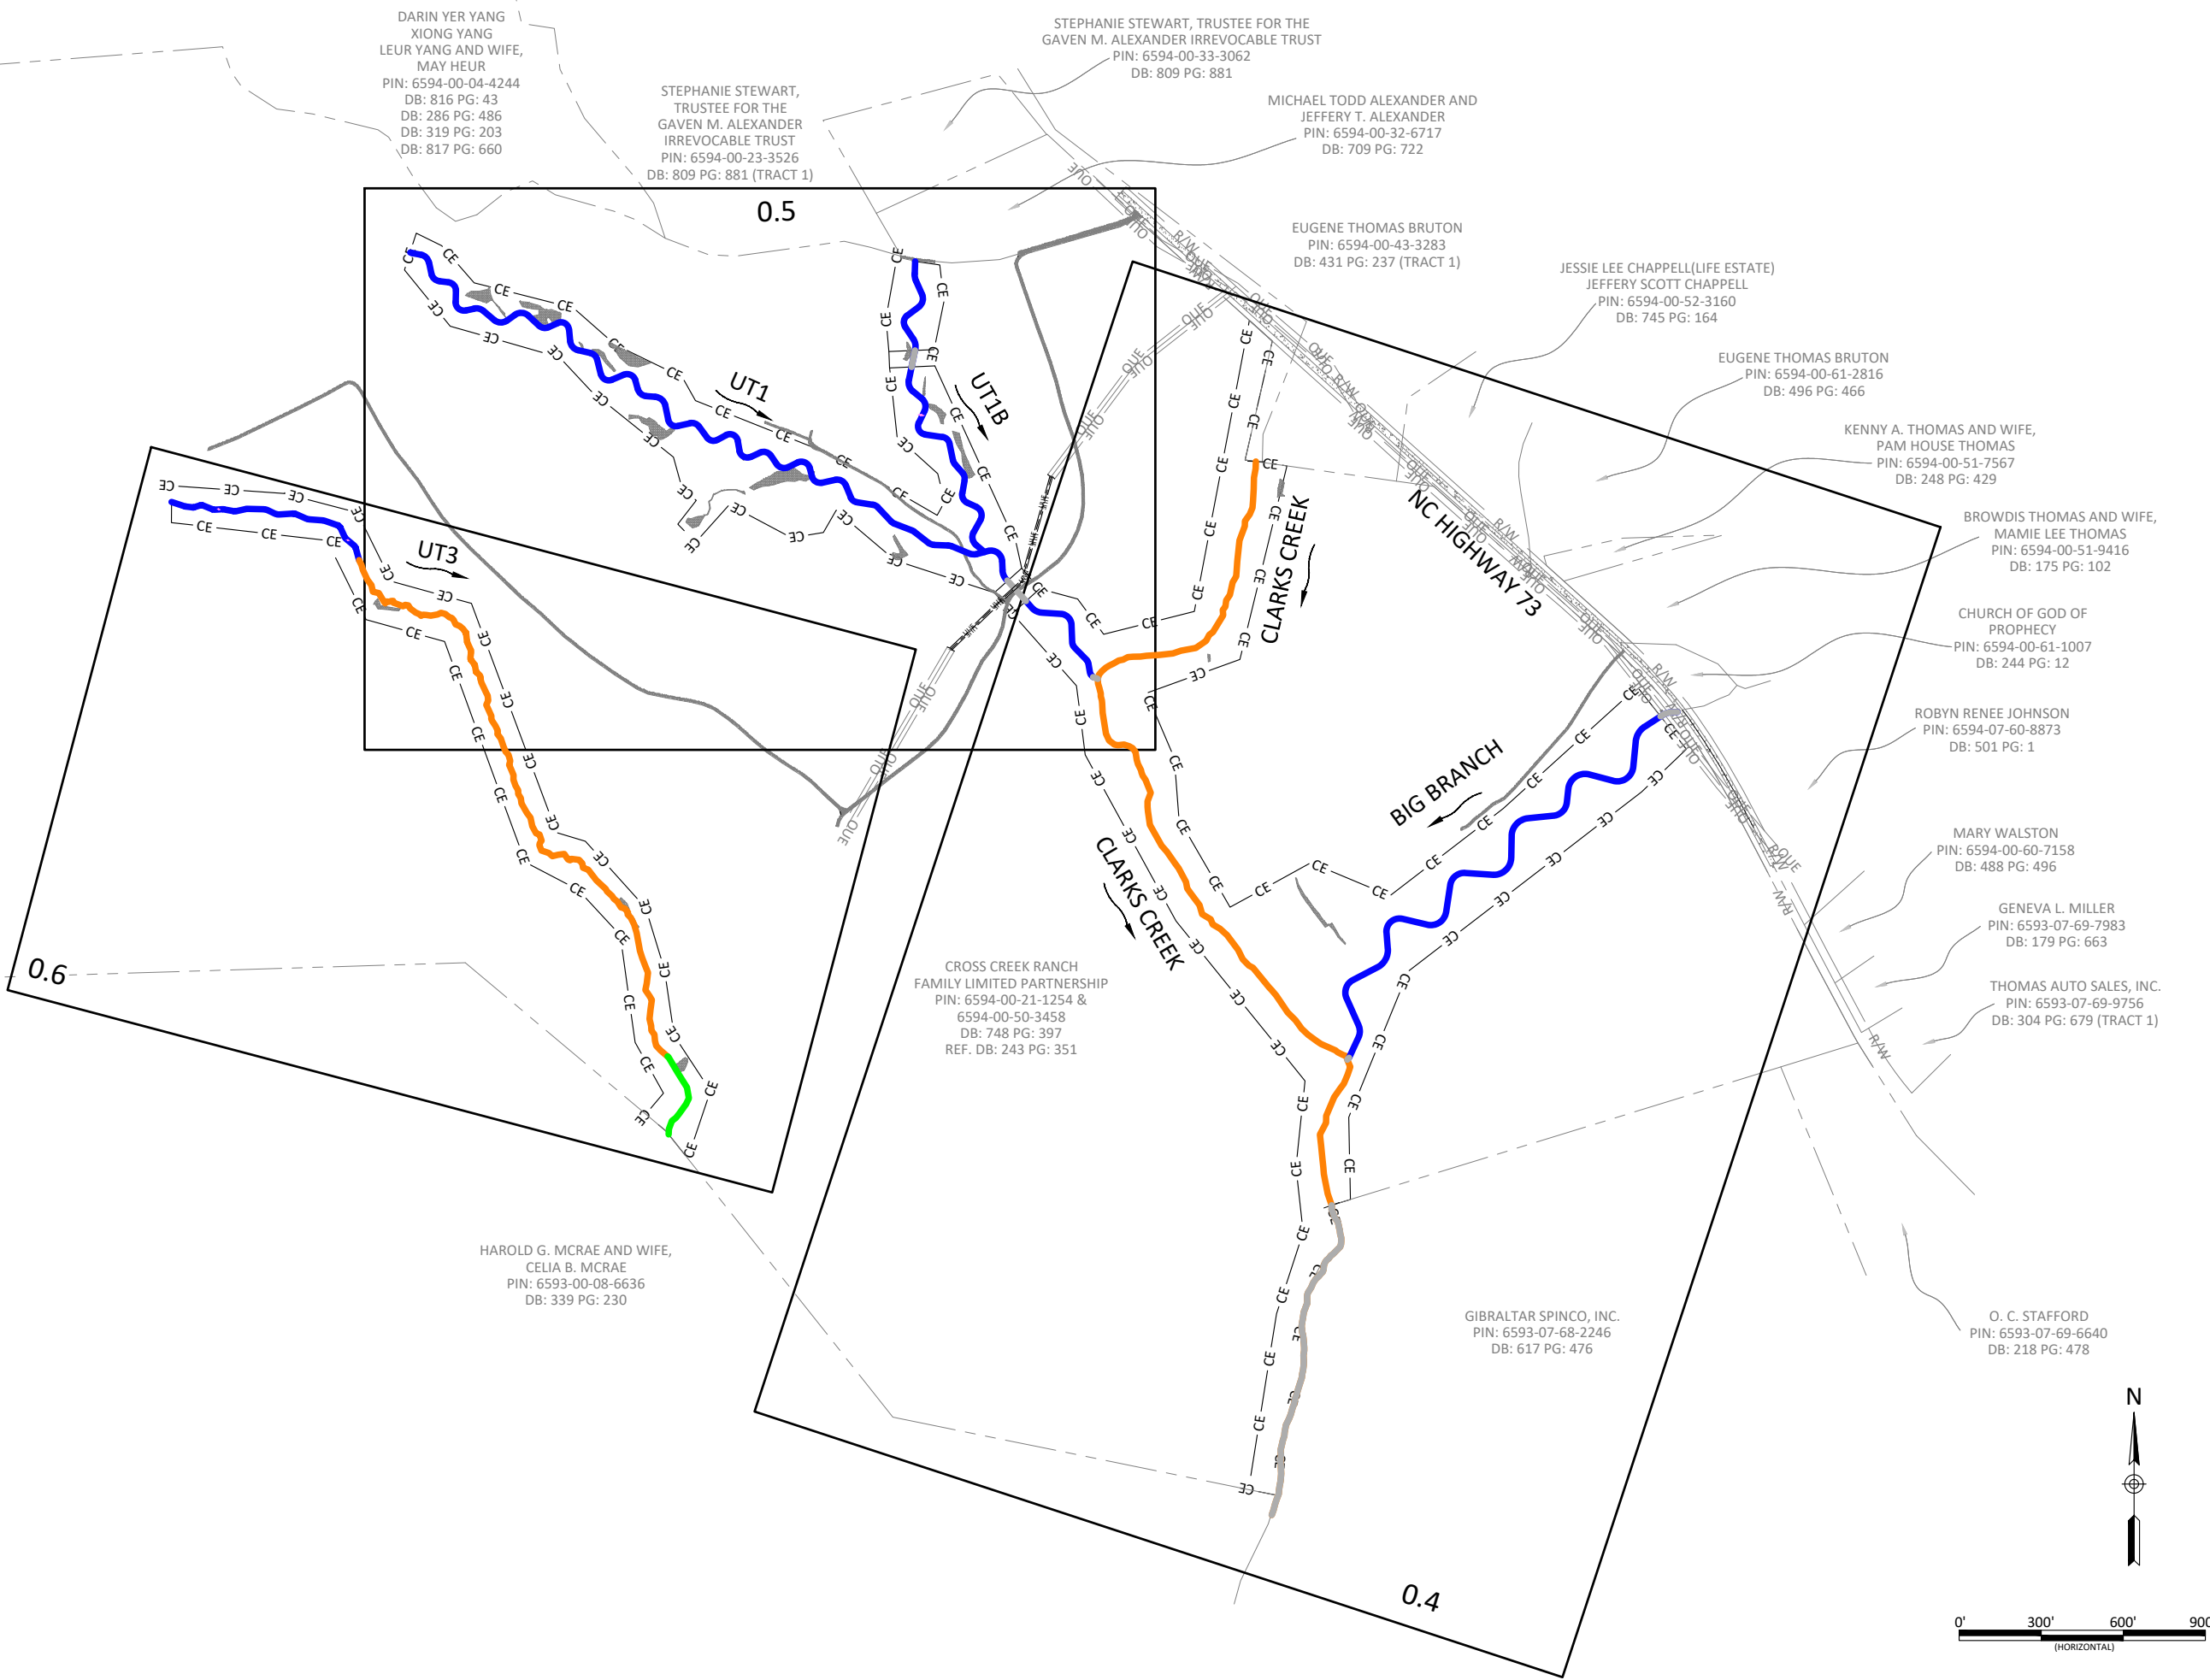 DARIN YER YANG
XIONG YANG
LEUR YANG AND WIFE,
MAY HEUR
PIN: 6594-00-04-4244
DB: 816 PG: 43
DB: 286 PG: 486
DB: 319 PG: 203
DB: 817 PG: 660
STEPHANIE STEWART,
TRUSTEE FOR THE
GAVEN M. ALEXANDER
IRREVOCABLE TRUST
PIN: 6594-00-23-3526
DB: 809 PG: 881 (TRACT 1)
STEPHANIE STEWART, TRUSTEE FOR THE
GAVEN M. ALEXANDER IRREVOCABLE TRUST
PIN: 6594-00-33-3062
DB: 809 PG: 881
MICHAEL TODD ALEXANDER AND
JEFFERY T. ALEXANDER
PIN: 6594-00-32-6717
DB: 709 PG: 722
EUGENE THOMAS BRUTON
PIN: 6594-00-43-3283
DB: 431 PG: 237 (TRACT 1)
JESSIE LEE CHAPPELL(LIFE ESTATE)
JEFFERY SCOTT CHAPPELL
PIN: 6594-00-52-3160
DB: 745 PG: 164
EUGENE THOMAS BRUTON
PIN: 6594-00-61-2816
DB: 496 PG: 466
KENNY A. THOMAS AND WIFE,
PAM HOUSE THOMAS
PIN: 6594-00-51-7567
DB: 248 PG: 429
BROWDIS THOMAS AND WIFE,
MAMIE LEE THOMAS
PIN: 6594-00-51-9416
DB: 175 PG: 102
CHURCH OF GOD OF
PROPHECY
PIN: 6594-00-61-1007
DB: 244 PG: 12
ROBYN RENEE JOHNSON
PIN: 6594-07-60-8873
DB: 501 PG: 1
MARY WALSTON
PIN: 6594-00-60-7158
DB: 488 PG: 496
GENEVA L. MILLER
PIN: 6593-07-69-7983
DB: 179 PG: 663
THOMAS AUTO SALES, INC.
PIN: 6593-07-69-9756
DB: 304 PG: 679 (TRACT 1)
O. C. STAFFORD
PIN: 6593-07-69-6640
DB: 218 PG: 478
GIBRALTAR SPINCO, INC.
PIN: 6593-07-68-2246
DB: 617 PG: 476
CROSS CREEK RANCH
FAMILY LIMITED PARTNERSHIP
PIN: 6594-00-21-1254 &
6594-00-50-3458
DB: 748 PG: 397
REF. DB: 243 PG: 351
HAROLD G. MCRAE AND WIFE,
CELIA B. MCRAE
PIN: 6593-00-08-6636
DB: 339 PG: 230
0.5
0.6
0.4
UT1
UT1B
UT3
CLARKS CREEK
CLARKS CREEK
BIG BRANCH
NC HIGHWAY 73
CE
OUE
R/W
N
0'
300'
600'
900
(HORIZONTAL)